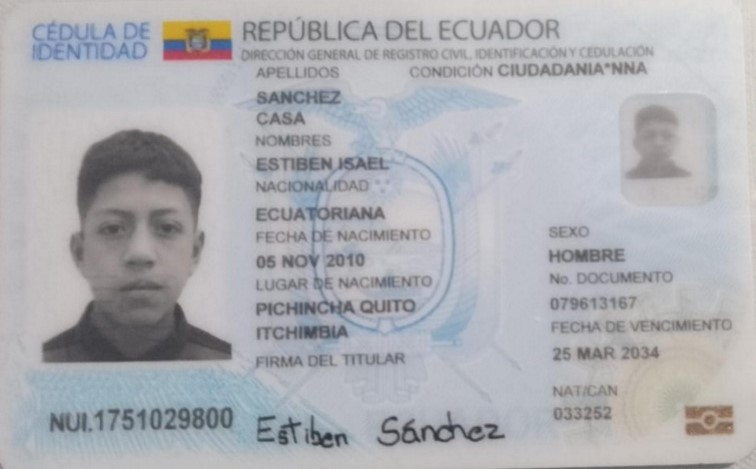 CÉDULA DE IDENTIDAD
REPÚBLICA DEL ECUADOR
DIRECCIÓN GENERAL DE REGISTRO CIVIL, IDENTIFICACIÓN Y CEDULACIÓN
APELLIDOS CONDICIÓN CIUDADANIA*NNA
SANCHEZ
CASA
NOMBRES
ESTIBEN ISAEL
NACIONALIDAD
ECUATORIANA
FECHA DE NACIMIENTO
05 NOV 2010
LUGAR DE NACIMIENTO
PICHINCHA QUITO
ITCHIMBIA
FIRMA DEL TITULAR
SEXO
HOMBRE
No. DOCUMENTO
079613167
FECHA DE VENCIMIENTO
25 MAR 2034
NAT/CAN
033252
NUI.1751029800
Estiben Sánchez